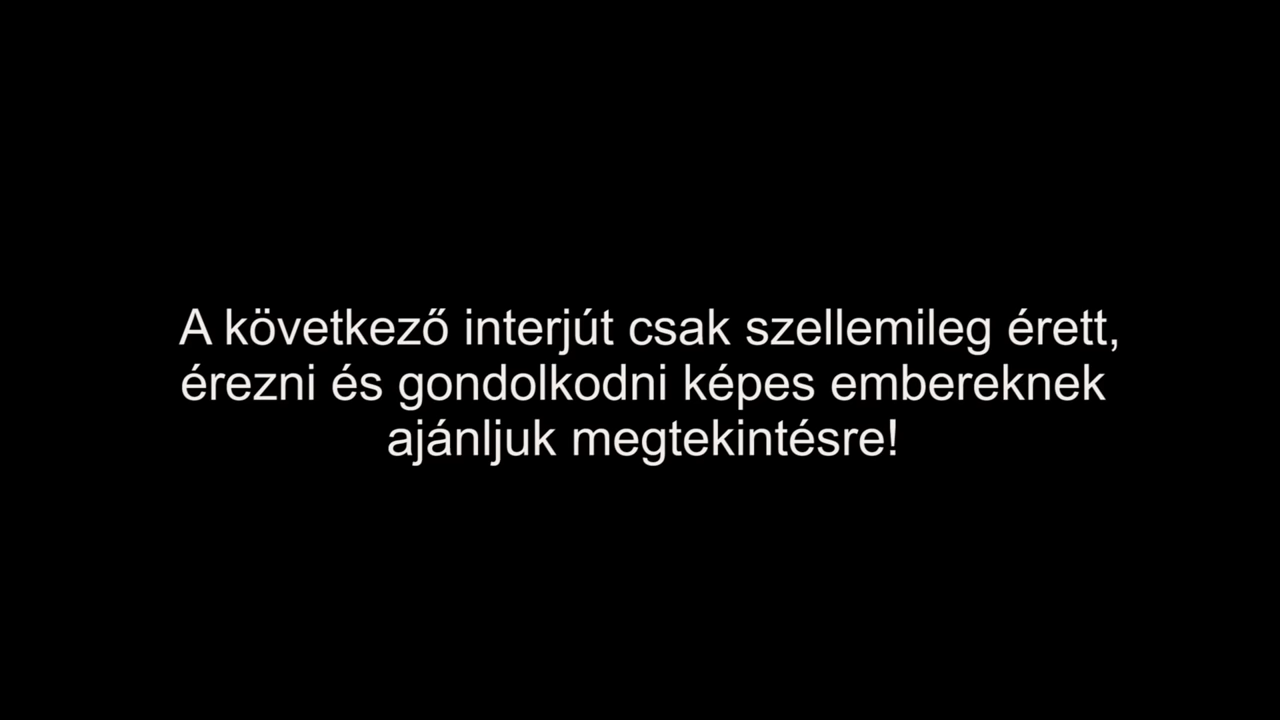 A következő interjút csak szellemileg érett,
érezni és gondolkodni képes embereknek
ajánljuk megtekintésre!